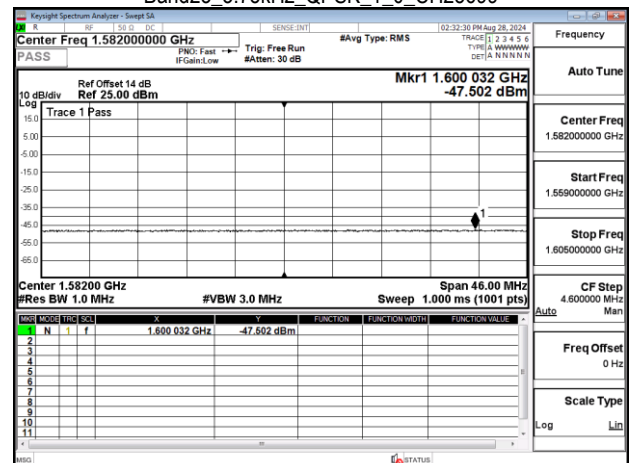 Keysight Spectrum Analyzer - Swept SA
R RF 50 Ω DC SENSE:INT 02:32:30 PM Aug 28, 2024
Center Freq 1.582000000 GHz
#Avg Type: RMS
TRACE 1 2 3 4 5 6
TYPE A WWWWW
DET A NNNNN
PASS
PNO: Fast
IFGain:Low
Trig: Free Run
#Atten: 30 dB
Ref Offset 14 dB
10 dB/div Ref 25.00 dBm
Mkr1 1.600 032 GHz
-47.502 dBm
Log
Trace 1 Pass
15.0
5.00
-5.00
-15.0
-25.0
-35.0
-45.0
-55.0
-65.0
1
Center 1.58200 GHz Span 46.00 MHz
#Res BW 1.0 MHz #VBW 3.0 MHz Sweep 1.000 ms (1001 pts)
MKR MODE TRC SCL X Y FUNCTION FUNCTION WIDTH FUNCTION VALUE
1 N 1 f 1.600 032 GHz -47.502 dBm
2
3
4
5
6
7
8
9
10
11
MSG STATUS
Frequency
Auto Tune
Center Freq
1.582000000 GHz
Start Freq
1.559000000 GHz
Stop Freq
1.605000000 GHz
CF Step
4.600000 MHz
Auto Man
Freq Offset
0 Hz
Scale Type
Log Lin